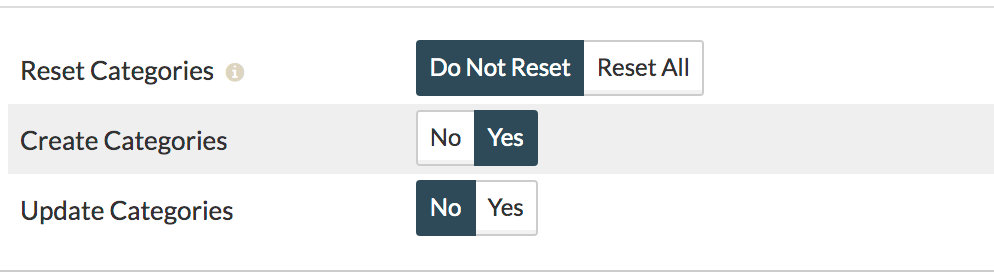 Reset Categories i Do Not Reset Reset All
Create Categories No Yes
Update Categories No Yes